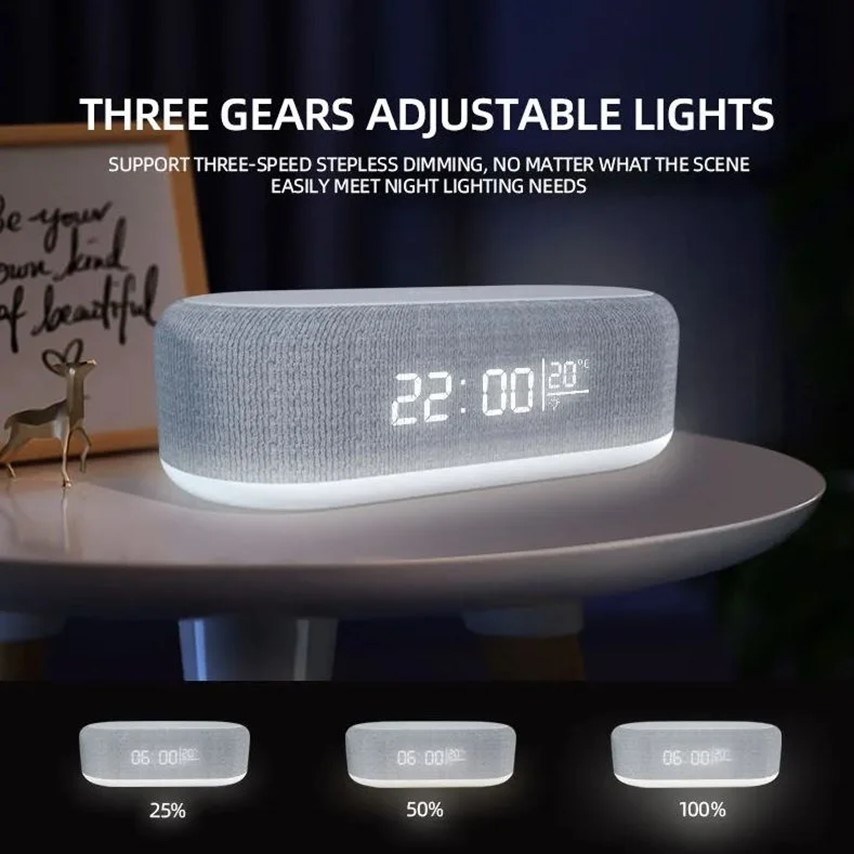 THREE GEARS ADJUSTABLE LIGHTS
SUPPORT THREE-SPEED STEPLESS DIMMING, NO MATTER WHAT THE SCENE
EASILY MEET NIGHT LIGHTING NEEDS
Be your
own kind
of beautiful
22:00 20°C
06:00 20°
06:00 20°
06:00 20°
25% 50% 100%